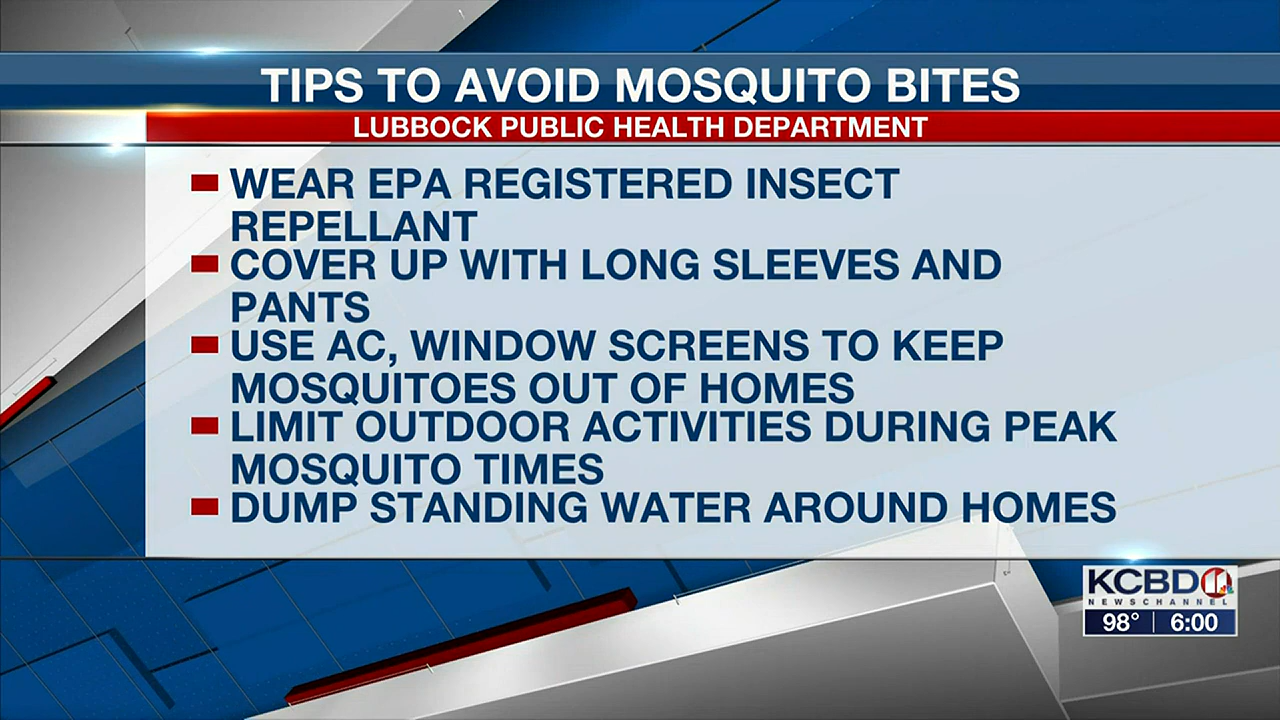 TIPS TO AVOID MOSQUITO BITES
LUBBOCK PUBLIC HEALTH DEPARTMENT
WEAR EPA REGISTERED INSECT
REPELLANT
COVER UP WITH LONG SLEEVES AND
PANTS
USE AC, WINDOW SCREENS TO KEEP
MOSQUITOES OUT OF HOMES
LIMIT OUTDOOR ACTIVITIES DURING PEAK
MOSQUITO TIMES
DUMP STANDING WATER AROUND HOMES
KCBD 11
NEWSCHANNEL
98° | 6:00